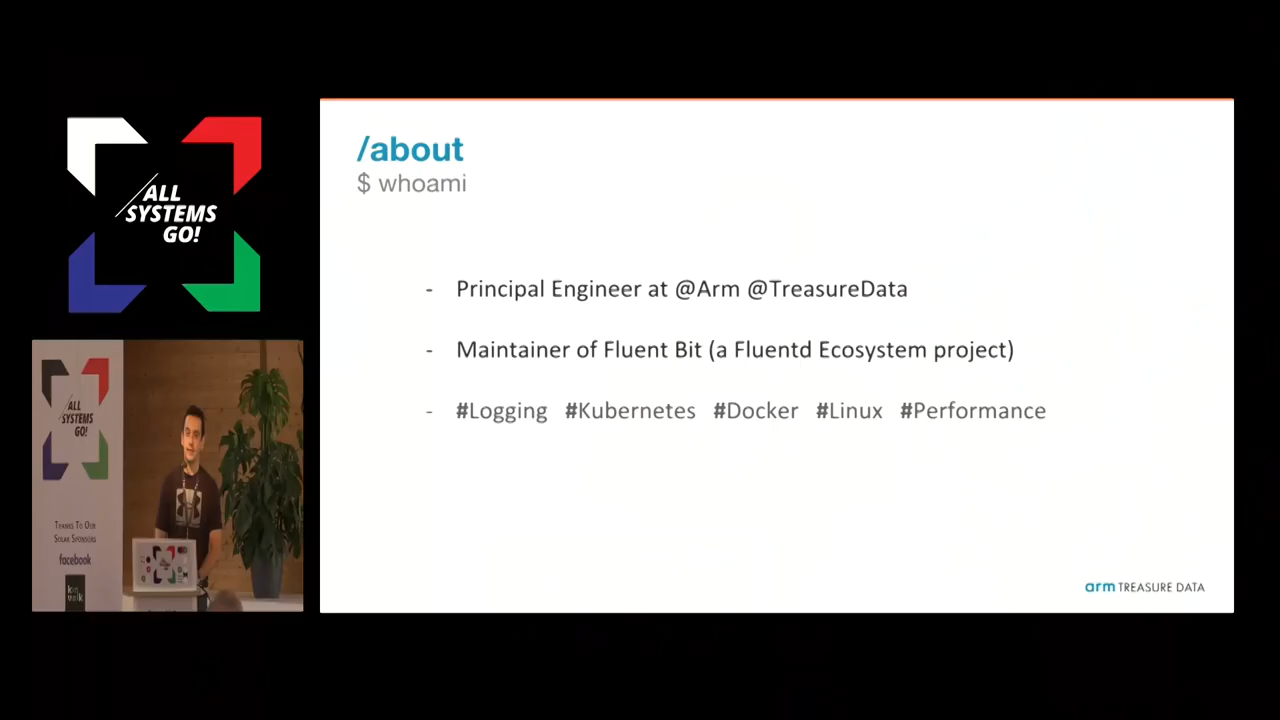 /ALL
SYSTEMS
GO!
/about
$ whoami
- Principal Engineer at @Arm @TreasureData
- Maintainer of Fluent Bit (a Fluentd Ecosystem project)
- #Logging #Kubernetes #Docker #Linux #Performance
arm TREASURE DATA
/ALL
SYSTEMS
GO!
THANKS TO OUR
SOLAR SPONSORS
facebook